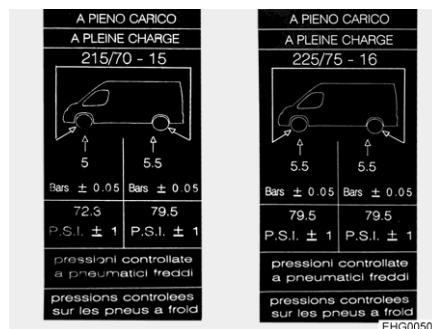 A PIENO CARICO
A PLEINE CHARGE
215/70 - 15
5 5.5
Bars ± 0.05 Bars ± 0.05
72.3 79.5
P.S.I. ± 1 P.S.I. ± 1
pressioni controllate
a pneumatici freddi
pressions controlees
sur les pneus a froid
A PIENO CARICO
A PLEINE CHARGE
225/75 - 16
5.5 5.5
Bars ± 0.05 Bars ± 0.05
79.5 79.5
P.S.I. ± 1 P.S.I. ± 1
pressioni controllate
a pneumatici freddi
pressions controlees
sur les pneus a froid
EHG0050